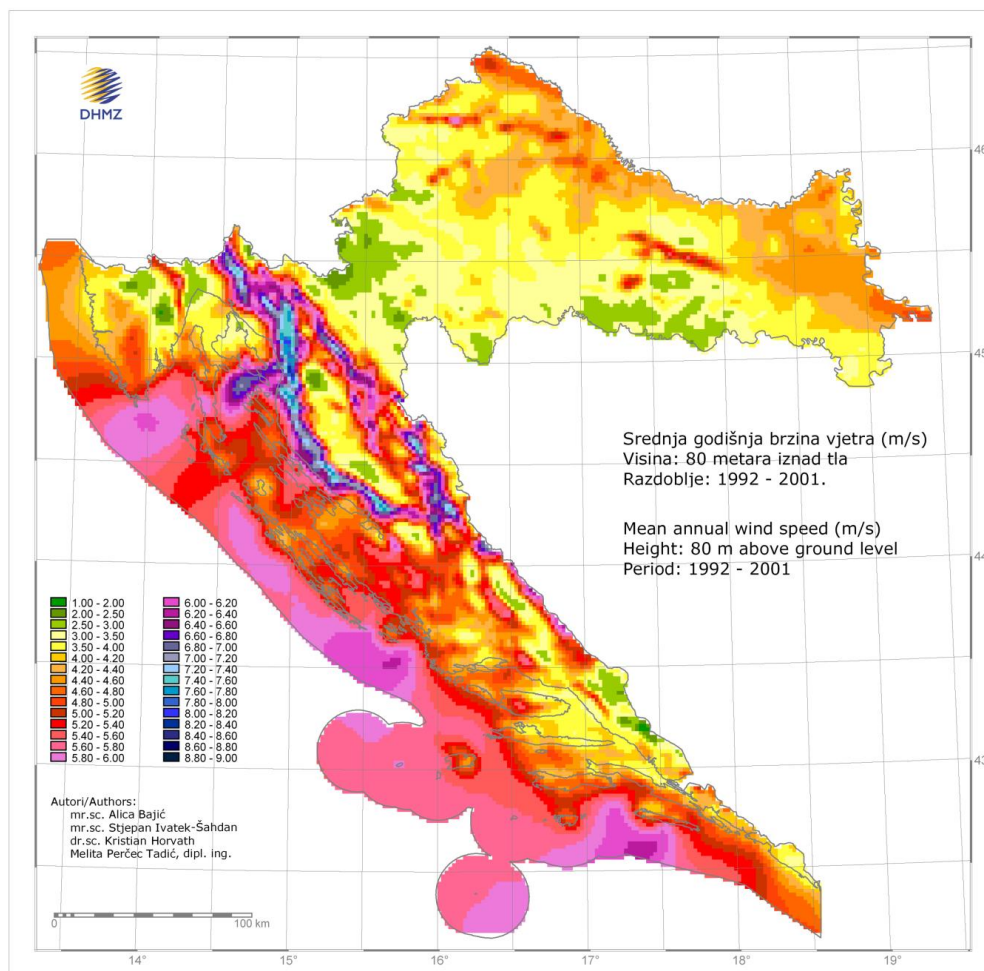 DHMZ
46
45
44
43
Srednja godišnja brzina vjetra (m/s)
Visina: 80 metara iznad tla
Razdoblje: 1992 - 2001.
Mean annual wind speed (m/s)
Height: 80 m above ground level
Period: 1992 - 2001
1.00 - 2.00
2.00 - 2.50
2.50 - 3.00
3.00 - 3.50
3.50 - 4.00
4.00 - 4.20
4.20 - 4.40
4.40 - 4.60
4.60 - 4.80
4.80 - 5.00
5.00 - 5.20
5.20 - 5.40
5.40 - 5.60
5.60 - 5.80
5.80 - 6.00
6.00 - 6.20
6.20 - 6.40
6.40 - 6.60
6.60 - 6.80
6.80 - 7.00
7.00 - 7.20
7.20 - 7.40
7.40 - 7.60
7.60 - 7.80
7.80 - 8.00
8.00 - 8.20
8.20 - 8.40
8.40 - 8.60
8.60 - 8.80
8.80 - 9.00
Autori/Authors:
mr.sc. Alica Bajić
mr.sc. Stjepan Ivatek-Šahdan
dr.sc. Kristian Horvath
Melita Perčec Tadić, dipl. ing.
0 100 km
14° 15° 16° 17° 18° 19°